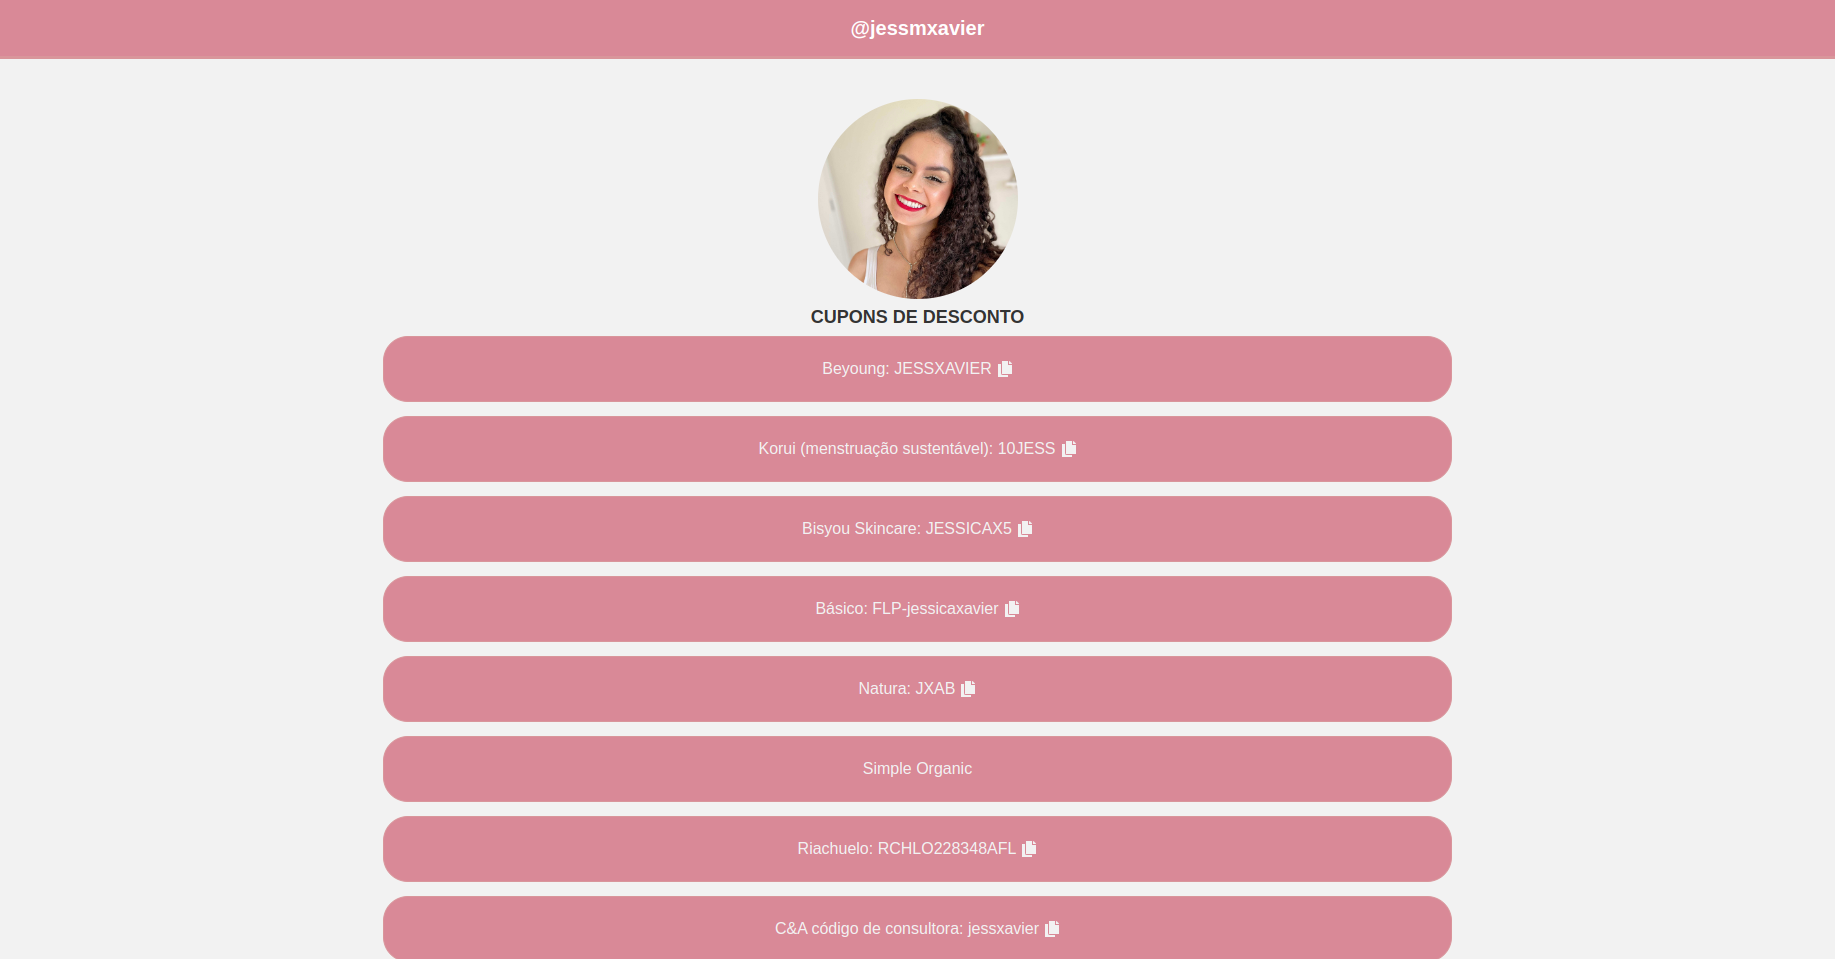 @jessmxavier
CUPONS DE DESCONTO
Beyoung: JESSXAVIER
Korui (menstruação sustentável): 10JESS
Bisyou Skincare: JESSICAX5
Básico: FLP-jessicaxavier
Natura: JXAB
Simple Organic
Riachuelo: RCHLO228348AFL
C&A código de consultora: jessxavier